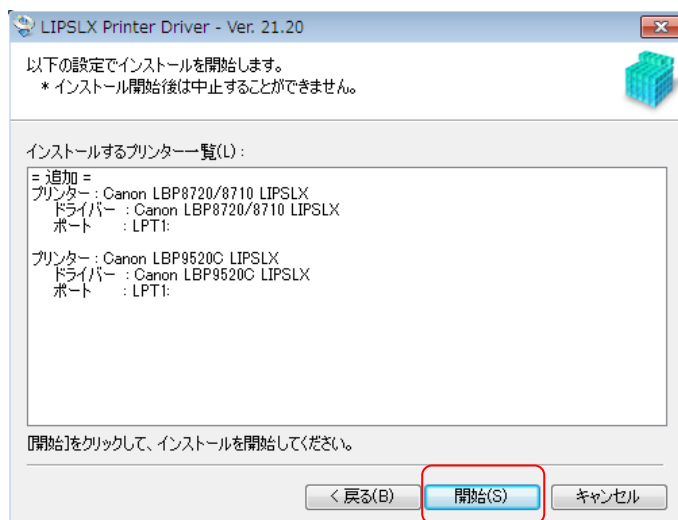 LIPSLX Printer Driver - Ver. 21.20
以下の設定でインストールを開始します。
* インストール開始後は中止することができません。
インストールするプリンター一覧(L) :
= 追加 =
プリンター : Canon LBP8720/8710 LIPSLX
ドライバー : Canon LBP8720/8710 LIPSLX
ポート : LPT1:
プリンター : Canon LBP9520C LIPSLX
ドライバー : Canon LBP9520C LIPSLX
ポート : LPT1:
[開始]をクリックして、インストールを開始してください。
< 戻る(B) 開始(S) キャンセル